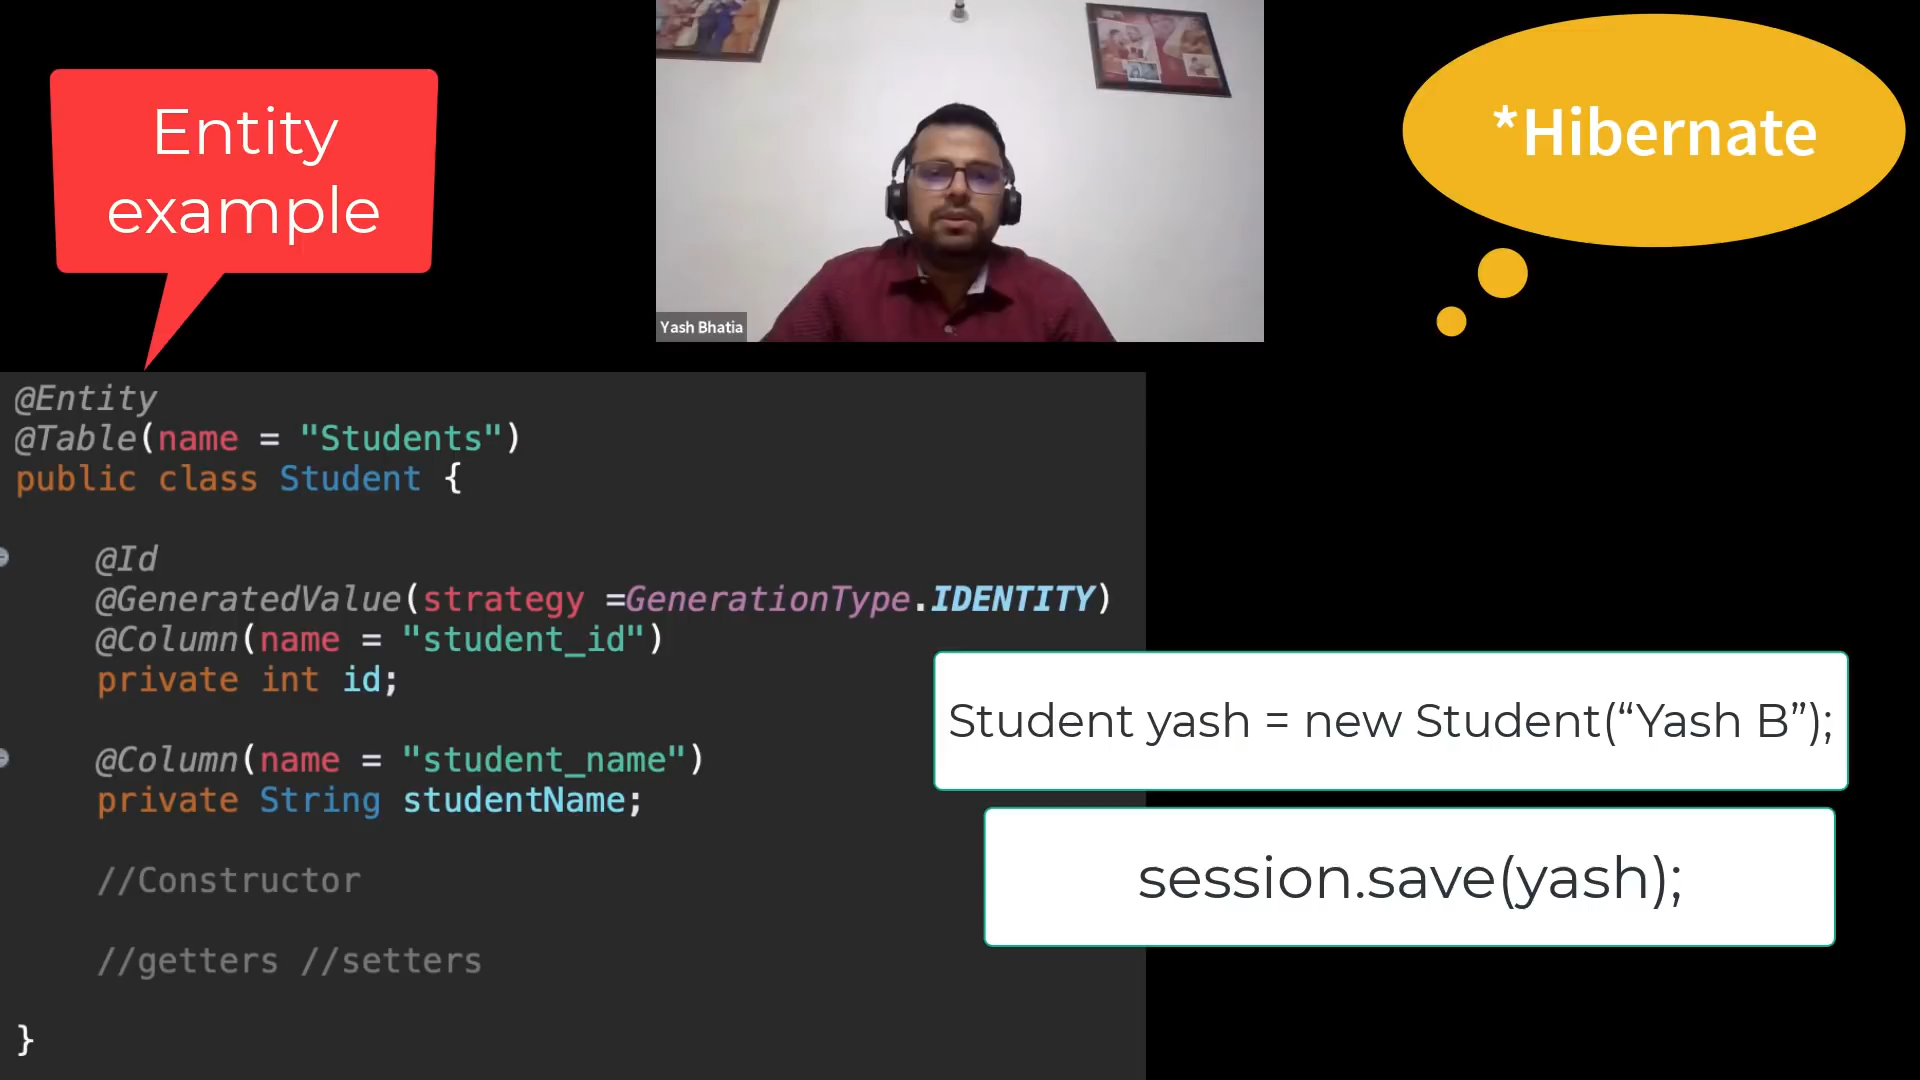 Entity
example
*Hibernate
Yash Bhatia
@Entity
@Table(name = "Students")
public class Student {
@Id
@GeneratedValue(strategy =GenerationType.IDENTITY)
@Column(name = "student_id")
private int id;
@Column(name = "student_name")
private String studentName;
//Constructor
//getters //setters
}
Student yash = new Student(“Yash B”);
session.save(yash);